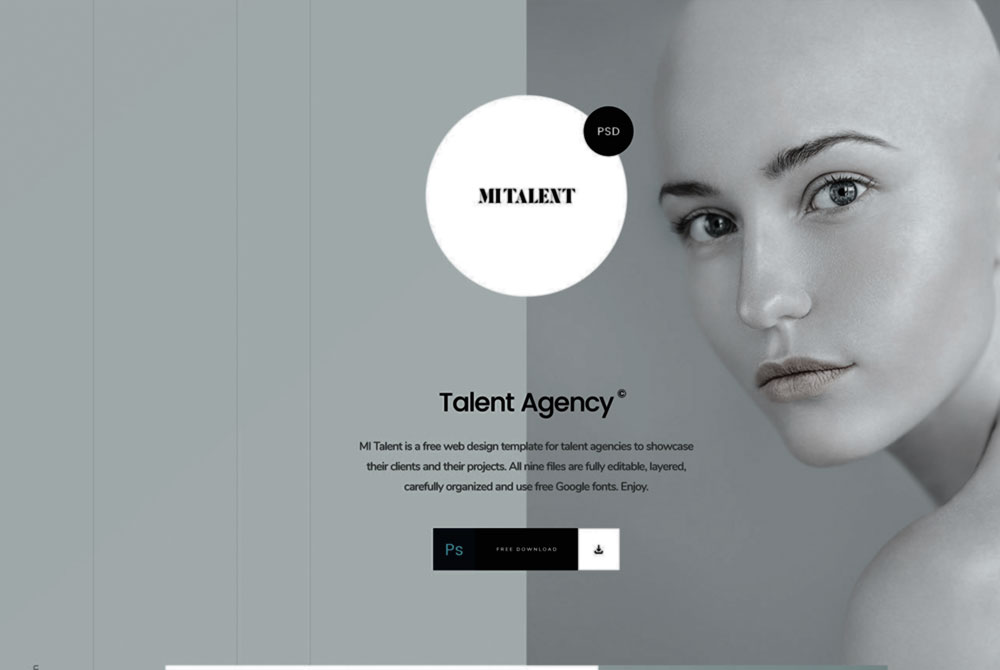 PSD
MITALENT
Talent Agency ©
MI Talent is a free web design template for talent agencies to showcase
their clients and their projects. All nine files are fully editable, layered,
carefully organized and use free Google fonts. Enjoy.
Ps FREE DOWNLOAD